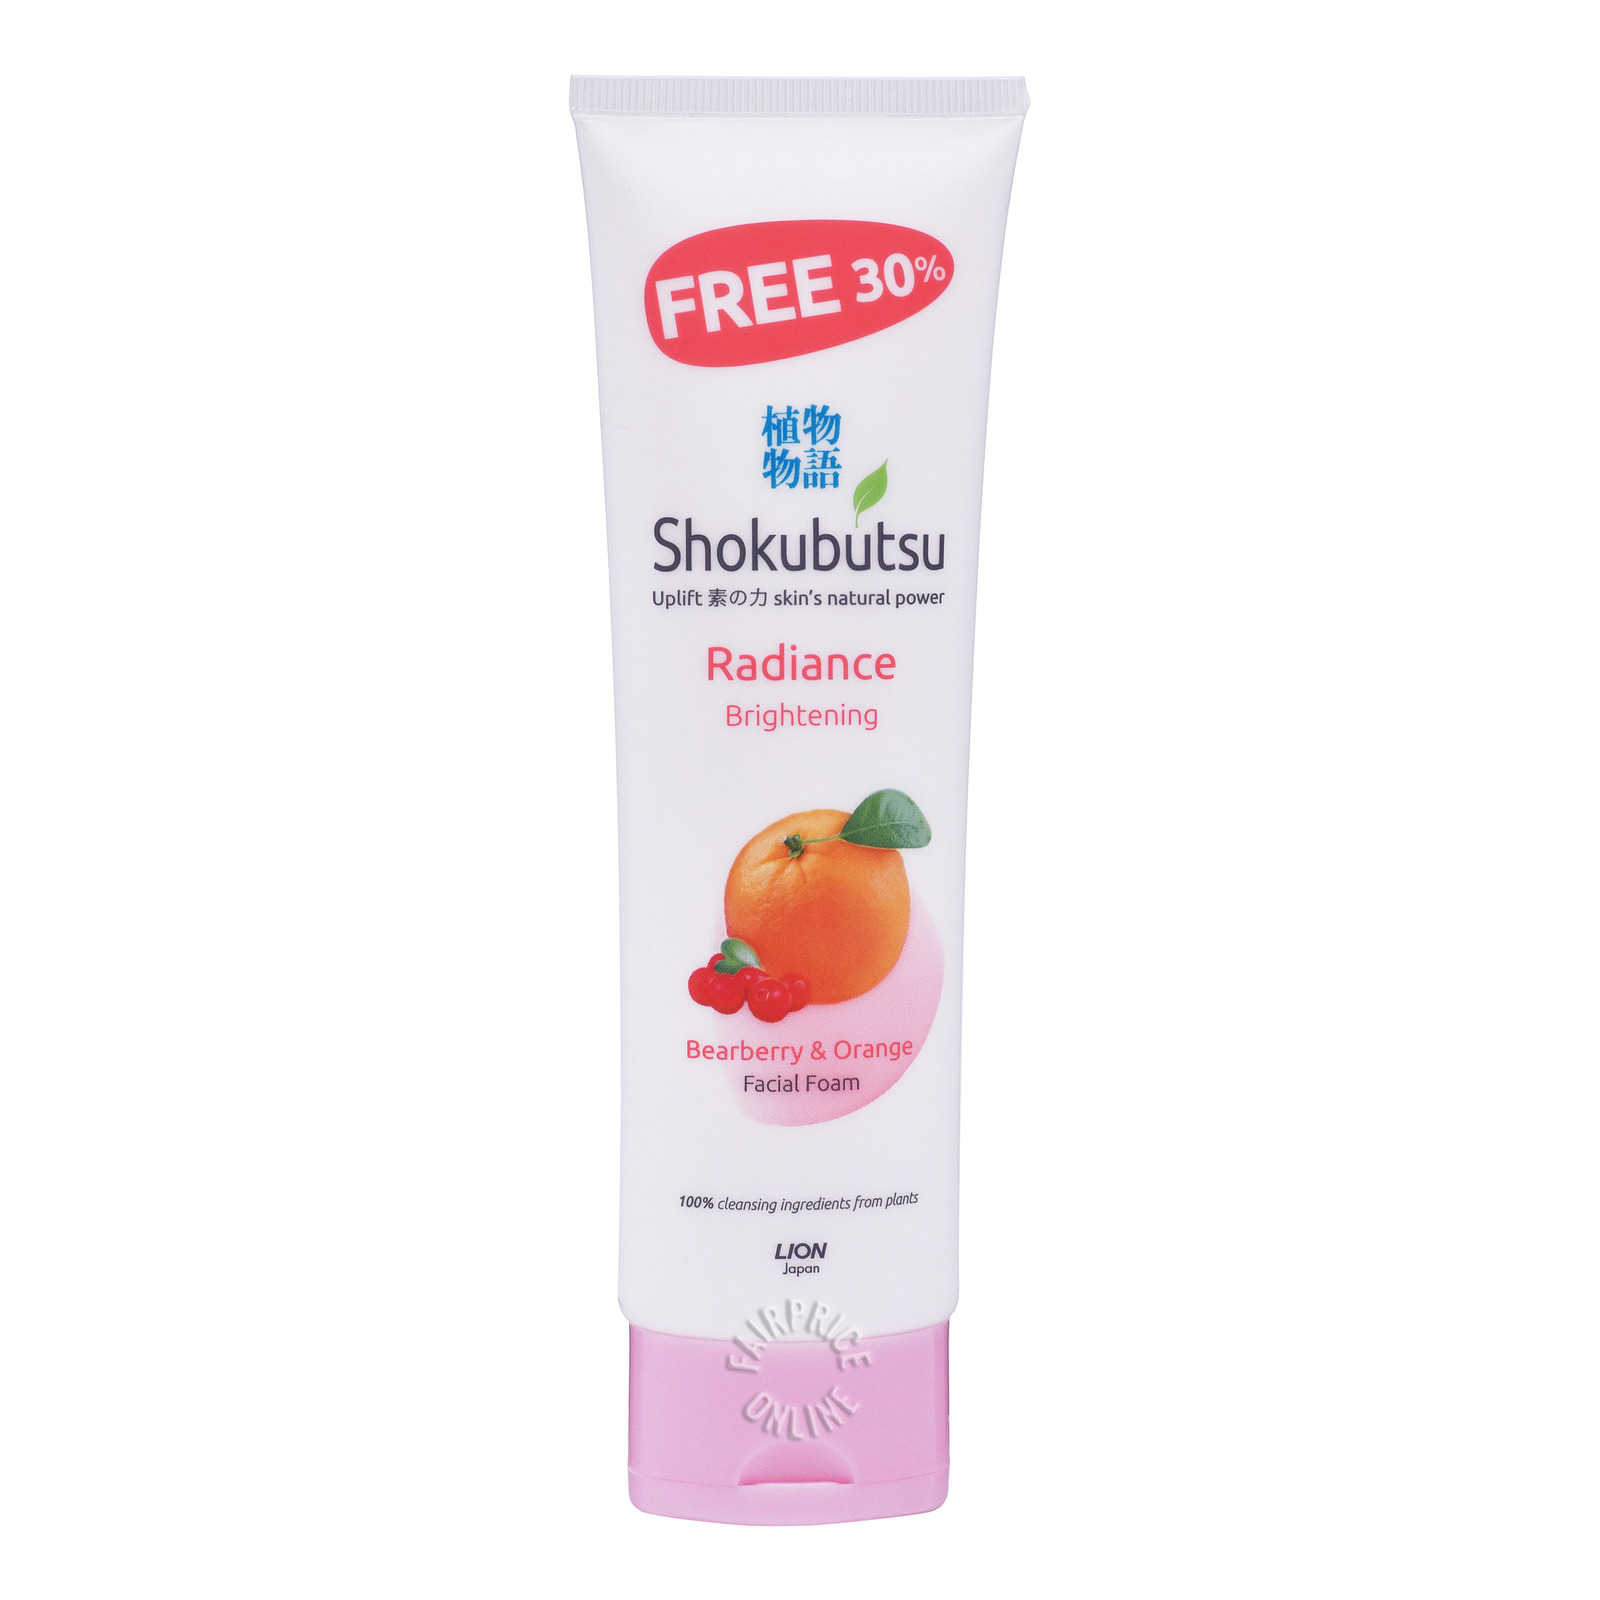 FREE 30%
植物
物語
Shokubutsu
Uplift 素の力 skin's natural power
Radiance
Brightening
Bearberry & Orange
Facial Foam
100% cleansing ingredients from plants
LION
Japan
FAIRPRICE
ONLINE